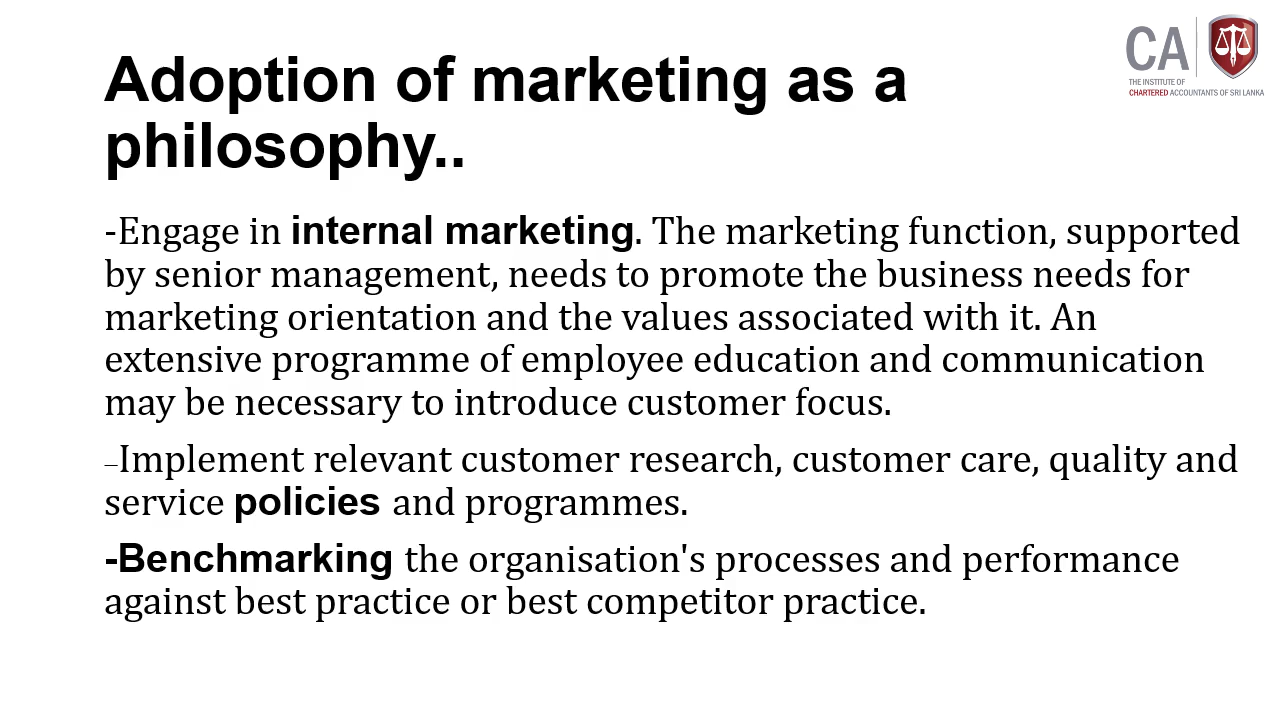 CA
THE INSTITUTE OF
CHARTERED ACCOUNTANTS OF SRI LANKA
Adoption of marketing as a
philosophy..
-Engage in internal marketing. The marketing function, supported
by senior management, needs to promote the business needs for
marketing orientation and the values associated with it. An
extensive programme of employee education and communication
may be necessary to introduce customer focus.
–Implement relevant customer research, customer care, quality and
service policies and programmes.
-Benchmarking the organisation's processes and performance
against best practice or best competitor practice.